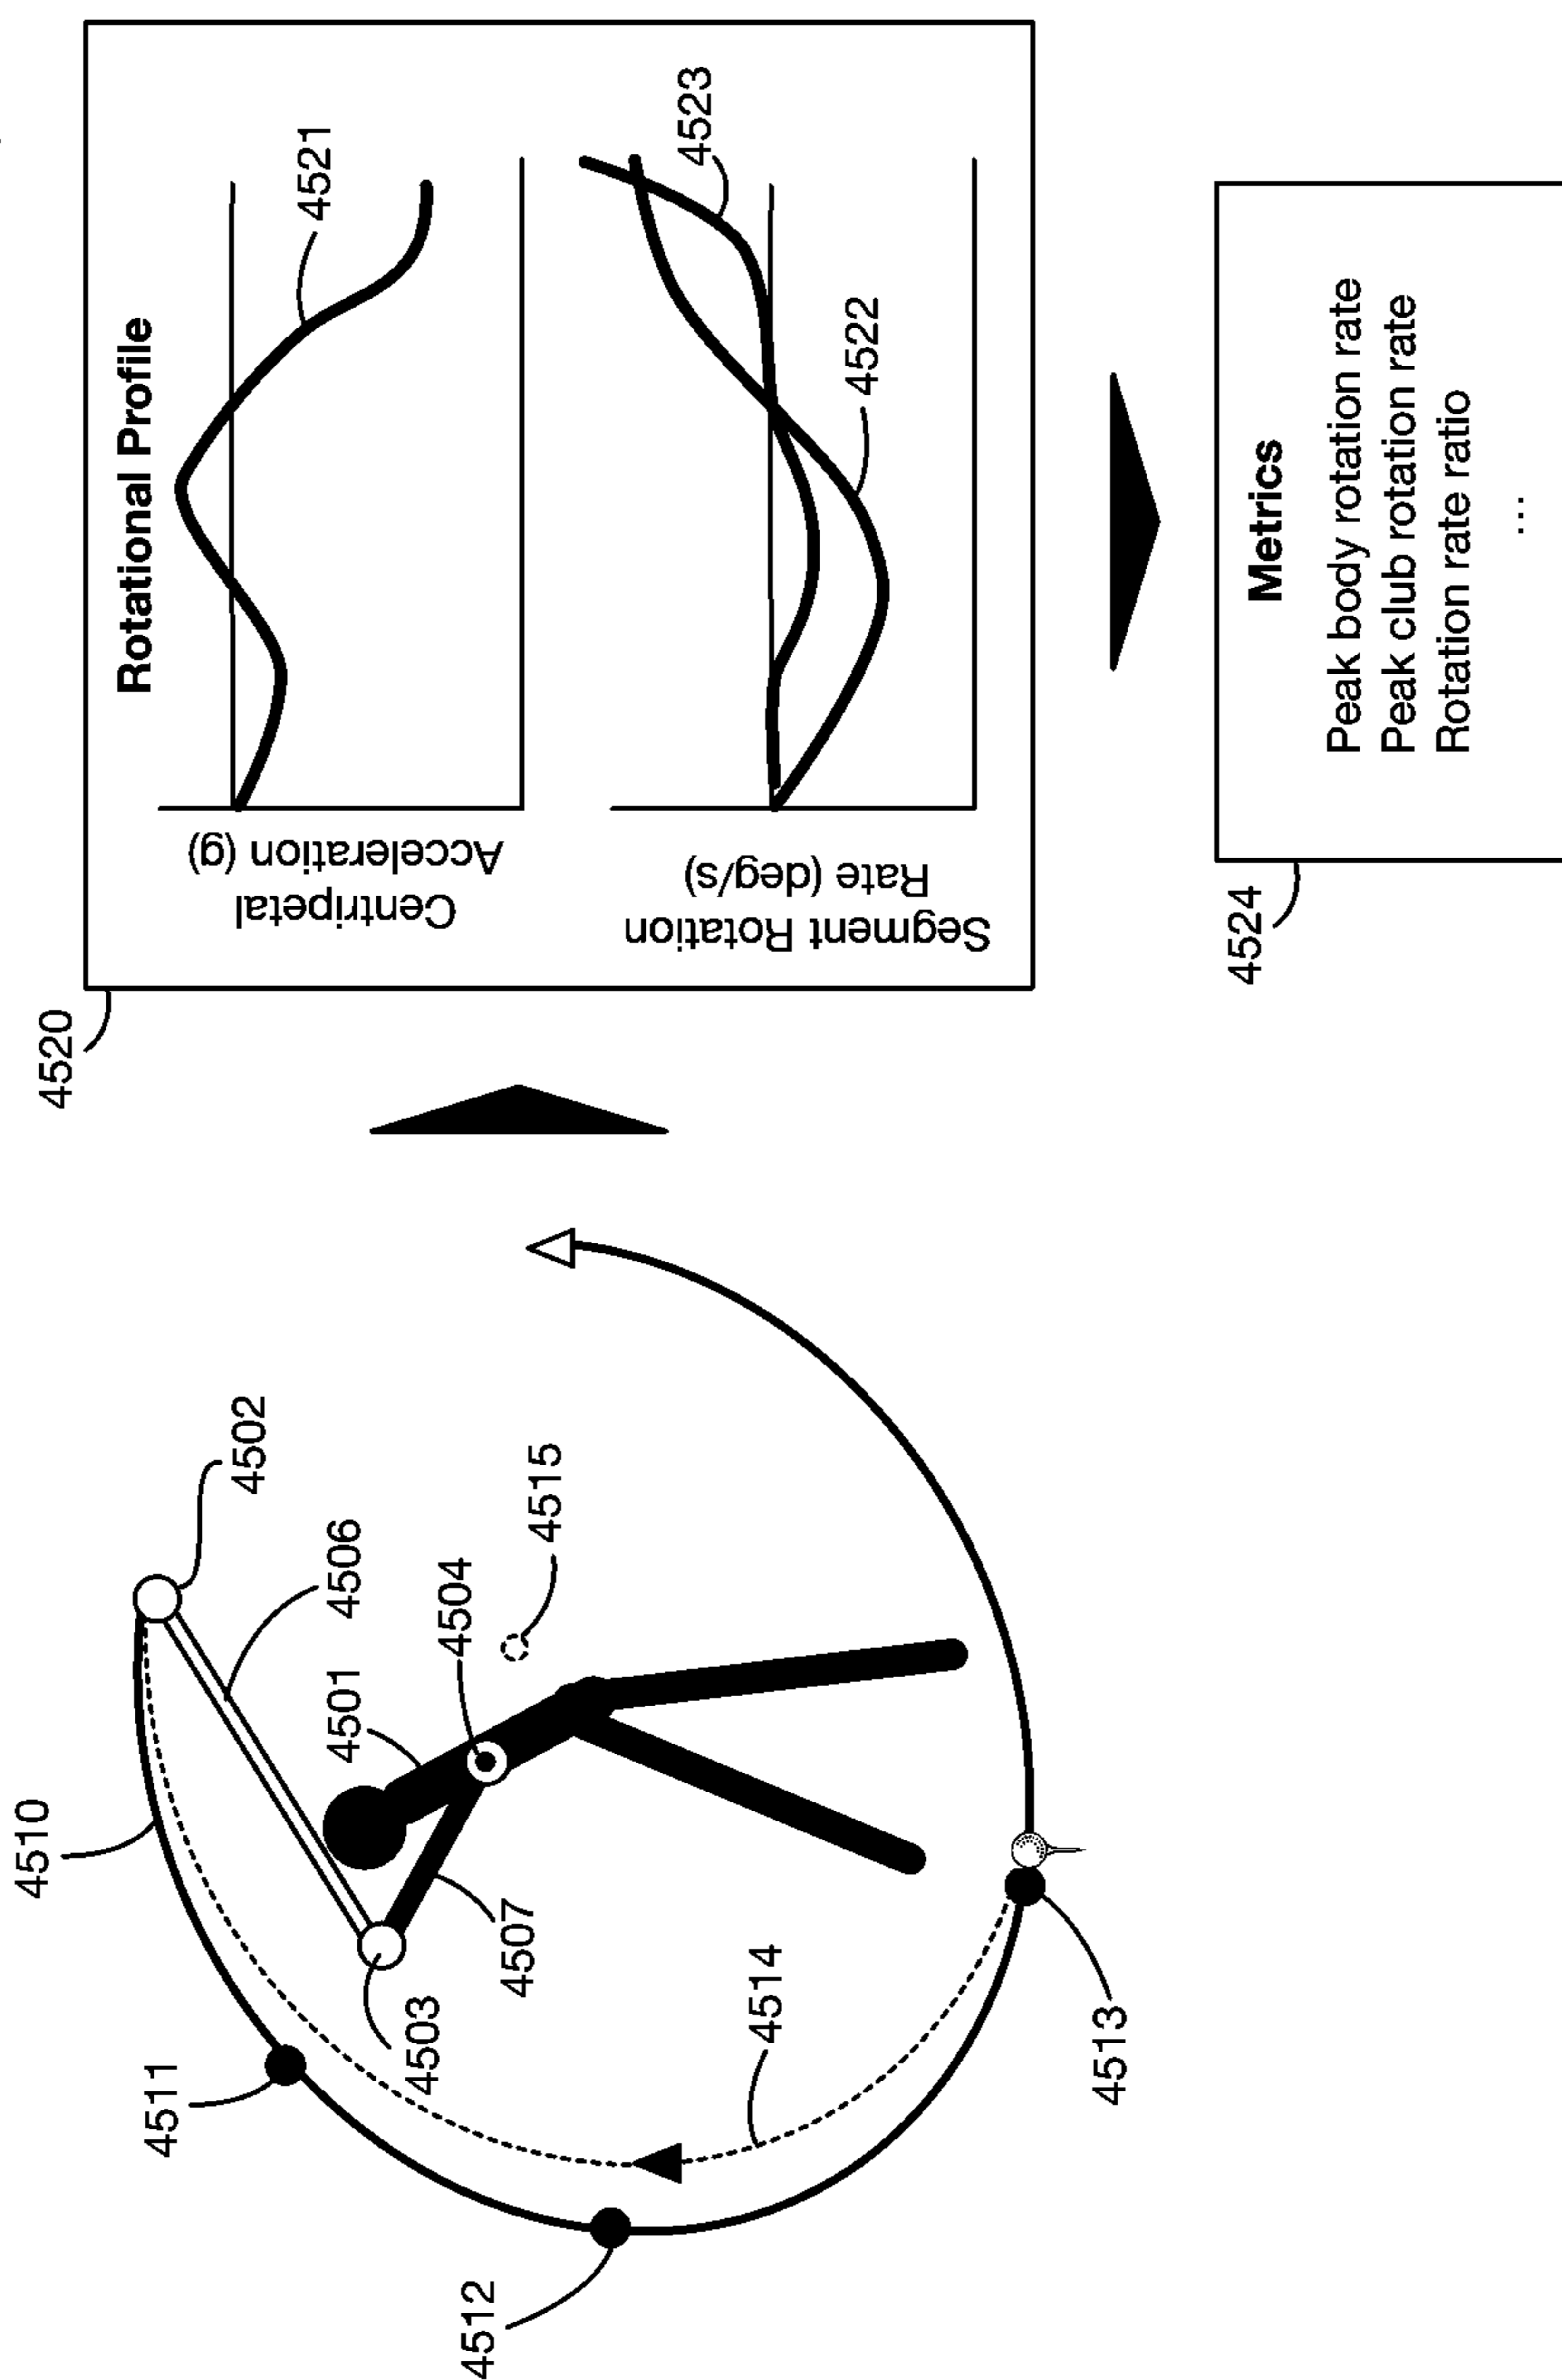 4510
4511
4502
4506
4501
4503
4504
4507
4515
4512
4514
4513
4520
Rotational Profile
Centripetal
Acceleration (g)
4521
Segment Rotation
Rate (deg/s)
4523
4522
4524
Metrics
Peak body rotation rate
Peak club rotation rate
Rotation rate ratio
...